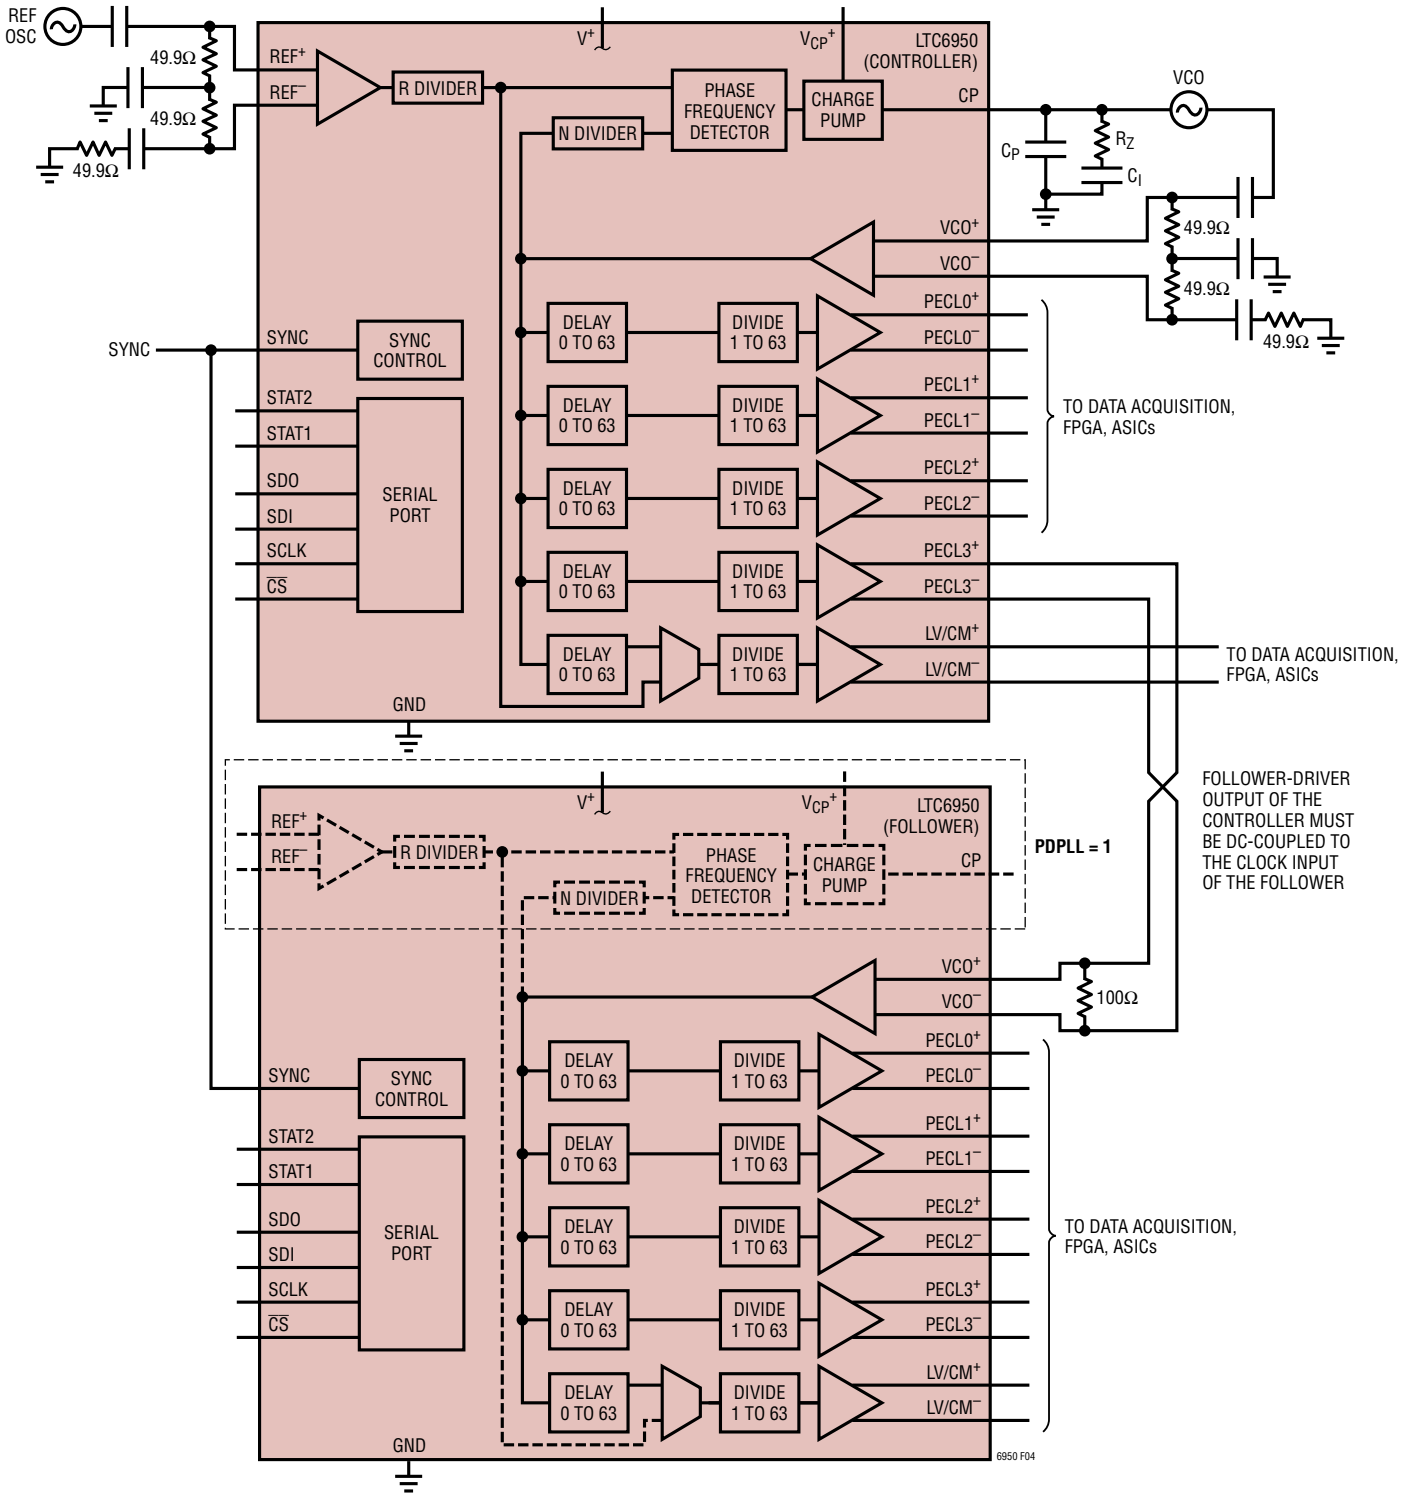 REF
OSC
49.9Ω
49.9Ω
49.9Ω
REF+
REF–
R DIVIDER
V+
VCP+
LTC6950
(CONTROLLER)
PHASE
FREQUENCY
DETECTOR
CHARGE
PUMP
CP
N DIVIDER
VCO
CP
RZ
CI
VCO+
VCO–
49.9Ω
49.9Ω
49.9Ω
SYNC
SYNC
SYNC
CONTROL
STAT2
STAT1
SDO
SDI
SCLK
CS
SERIAL
PORT
DELAY
0 TO 63
DIVIDE
1 TO 63
PECL0+
PECL0–
DELAY
0 TO 63
DIVIDE
1 TO 63
PECL1+
PECL1–
DELAY
0 TO 63
DIVIDE
1 TO 63
PECL2+
PECL2–
TO DATA ACQUISITION,
FPGA, ASICs
DELAY
0 TO 63
DIVIDE
1 TO 63
PECL3+
PECL3–
DELAY
0 TO 63
DIVIDE
1 TO 63
LV/CM+
LV/CM–
TO DATA ACQUISITION,
FPGA, ASICs
GND
FOLLOWER-DRIVER
OUTPUT OF THE
CONTROLLER MUST
BE DC-COUPLED TO
THE CLOCK INPUT
OF THE FOLLOWER
REF+
REF–
R DIVIDER
V+
VCP+
LTC6950
(FOLLOWER)
PHASE
FREQUENCY
DETECTOR
CHARGE
PUMP
CP
N DIVIDER
PDPLL = 1
VCO+
VCO–
100Ω
SYNC
SYNC
CONTROL
STAT2
STAT1
SDO
SDI
SCLK
CS
SERIAL
PORT
DELAY
0 TO 63
DIVIDE
1 TO 63
PECL0+
PECL0–
DELAY
0 TO 63
DIVIDE
1 TO 63
PECL1+
PECL1–
DELAY
0 TO 63
DIVIDE
1 TO 63
PECL2+
PECL2–
TO DATA ACQUISITION,
FPGA, ASICs
DELAY
0 TO 63
DIVIDE
1 TO 63
PECL3+
PECL3–
DELAY
0 TO 63
DIVIDE
1 TO 63
LV/CM+
LV/CM–
GND
6950 F04